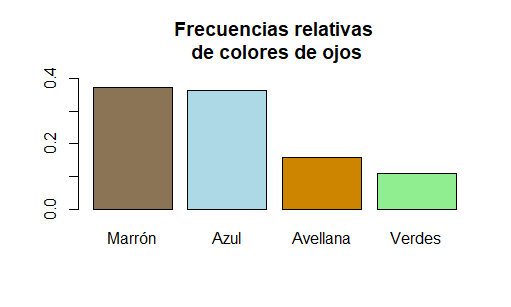 Frecuencias relativas
de colores de ojos
0.4
0.2
0.0
Marrón Azul Avellana Verdes